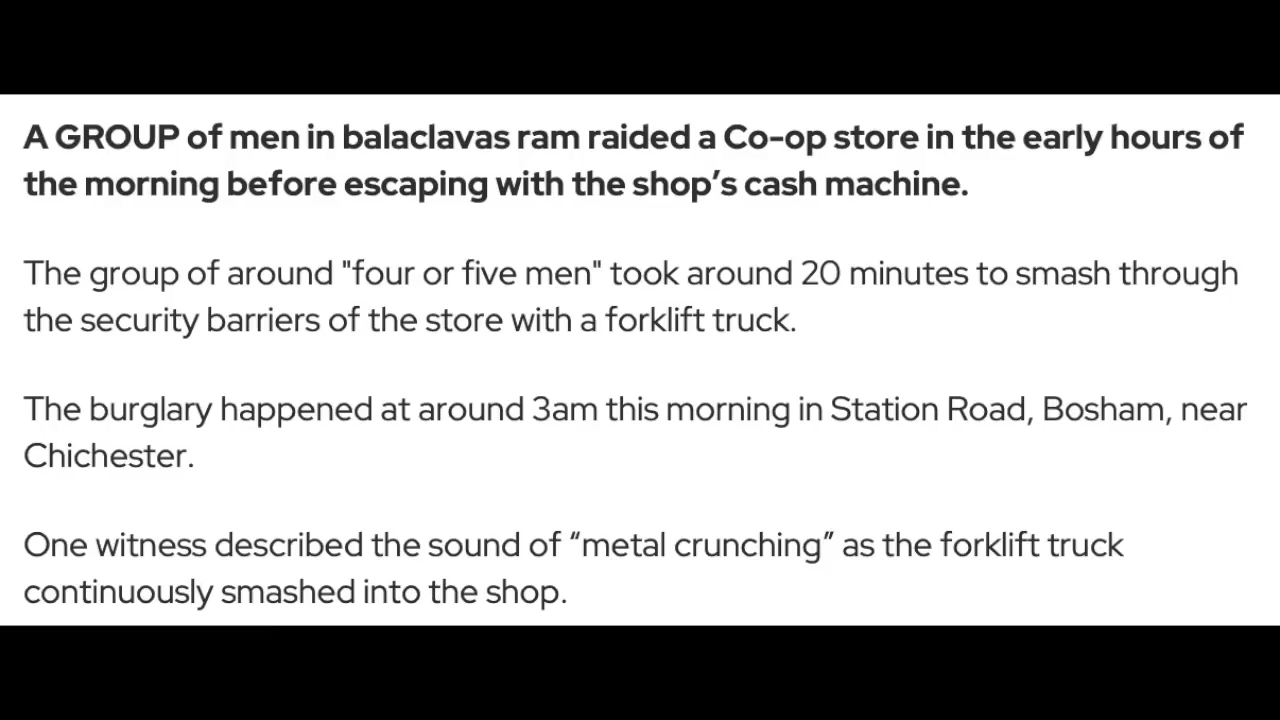 A GROUP of men in balaclavas ram raided a Co-op store in the early hours of
the morning before escaping with the shop’s cash machine.
The group of around "four or five men" took around 20 minutes to smash through
the security barriers of the store with a forklift truck.
The burglary happened at around 3am this morning in Station Road, Bosham, near
Chichester.
One witness described the sound of “metal crunching” as the forklift truck
continuously smashed into the shop.